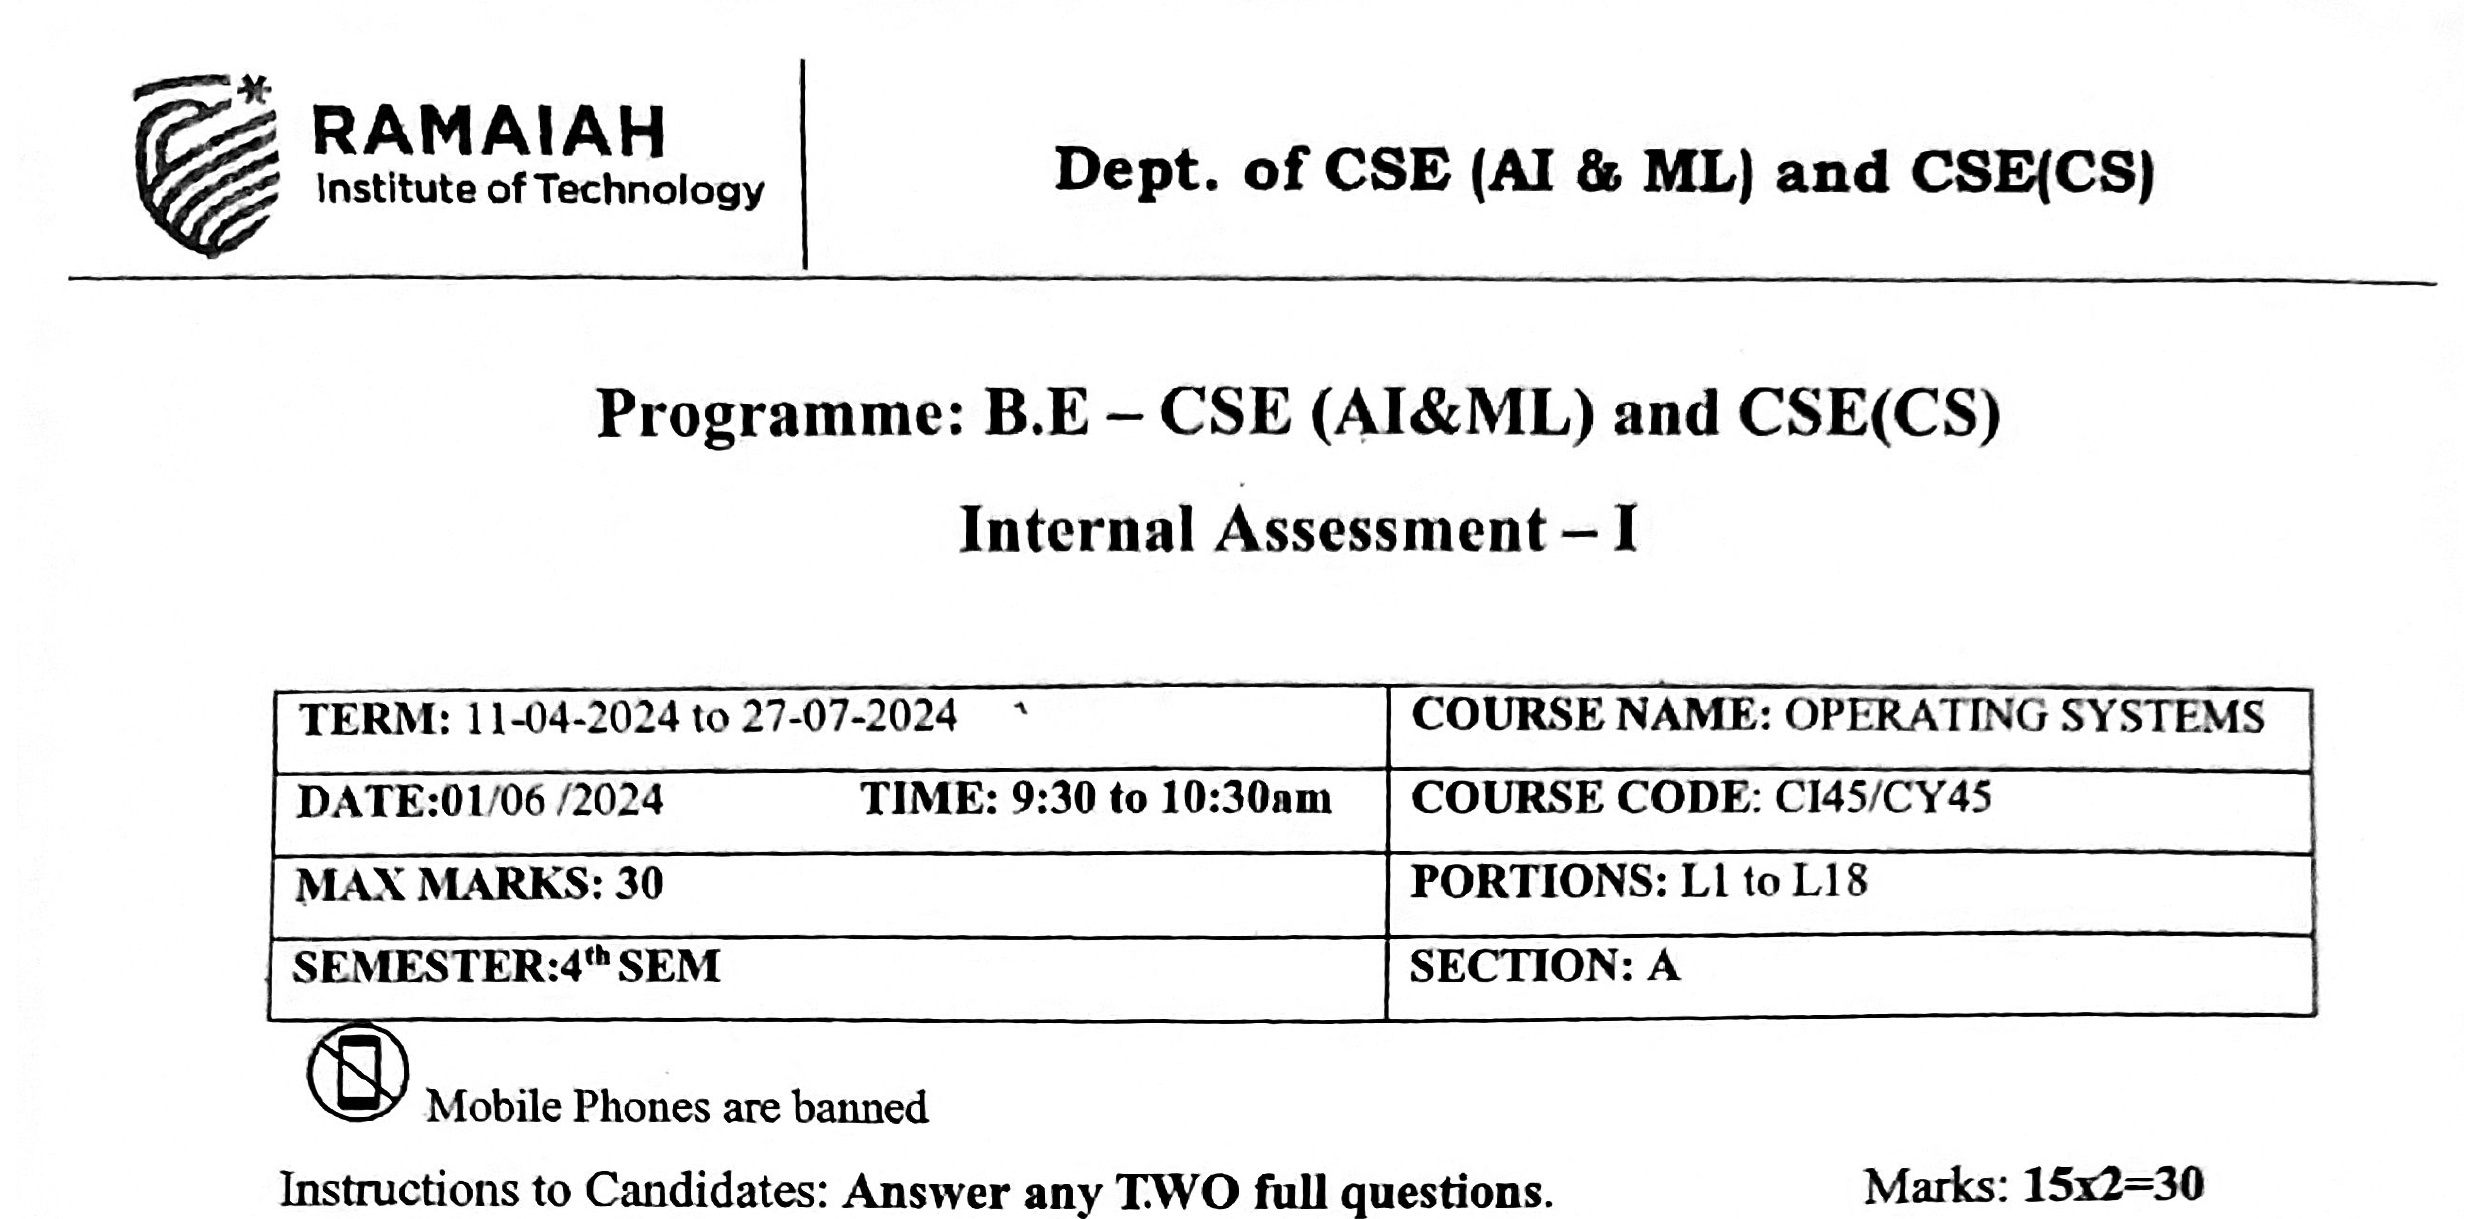 RAMAIAH
Institute of Technology
Dept. of CSE (AI & ML) and CSE(CS)
Programme: B.E – CSE (AI&ML) and CSE(CS)
Internal Assessment – I
TERM: 11-04-2024 to 27-07-2024
COURSE NAME: OPERATING SYSTEMS
DATE:01/06 /2024 TIME: 9:30 to 10:30am
COURSE CODE: CI45/CY45
MAX MARKS: 30
PORTIONS: L1 to L18
SEMESTER:4th SEM
SECTION: A
Mobile Phones are banned
Instructions to Candidates: Answer any TWO full questions. Marks: 15x2=30